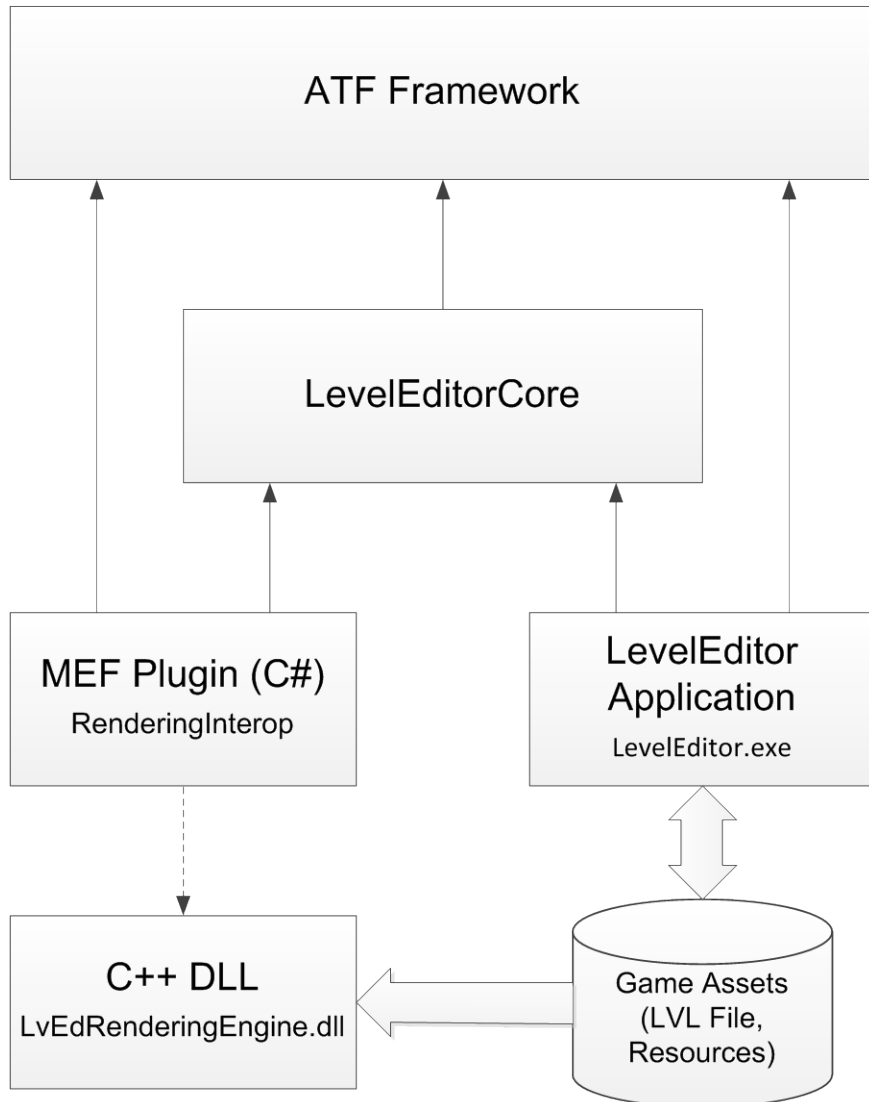 ATF Framework
LevelEditorCore
MEF Plugin (C#)
RenderingInterop
LevelEditor
Application
LevelEditor.exe
C++ DLL
LvEdRenderingEngine.dll
Game Assets
(LVL File,
Resources)